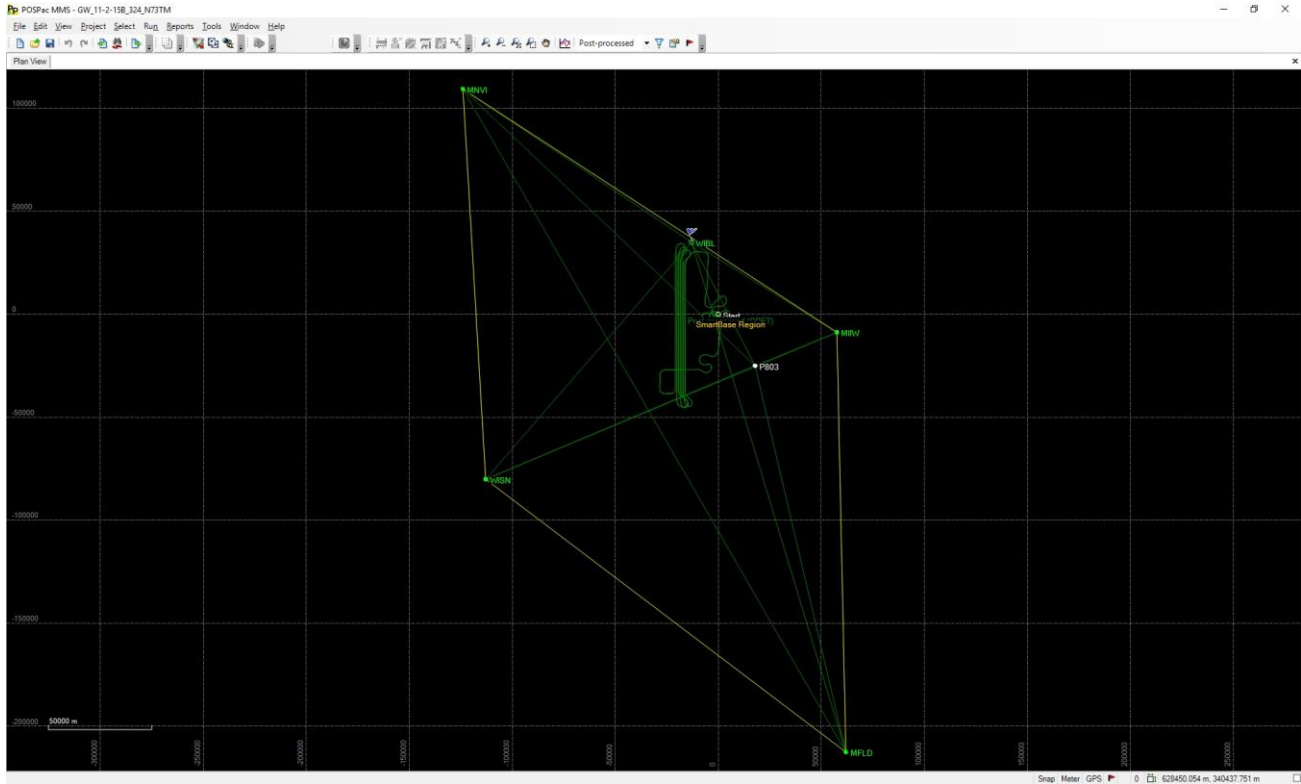 POSPac MMS - GW_11-2-15B_324_N73TM
File Edit View Project Select Run Reports Tools Window Help
Post-processed
Plan View
MNVI
WIBL
Start
SmartBase Region
MIIW
P803
WISN
MFLD
100000
50000
0
-50000
-100000
-150000
-200000
50000 m
-300000
-250000
-200000
-150000
-100000
-50000
0
50000
100000
150000
200000
250000
Snap Meter GPS 0 628450.054 m, 340437.751 m